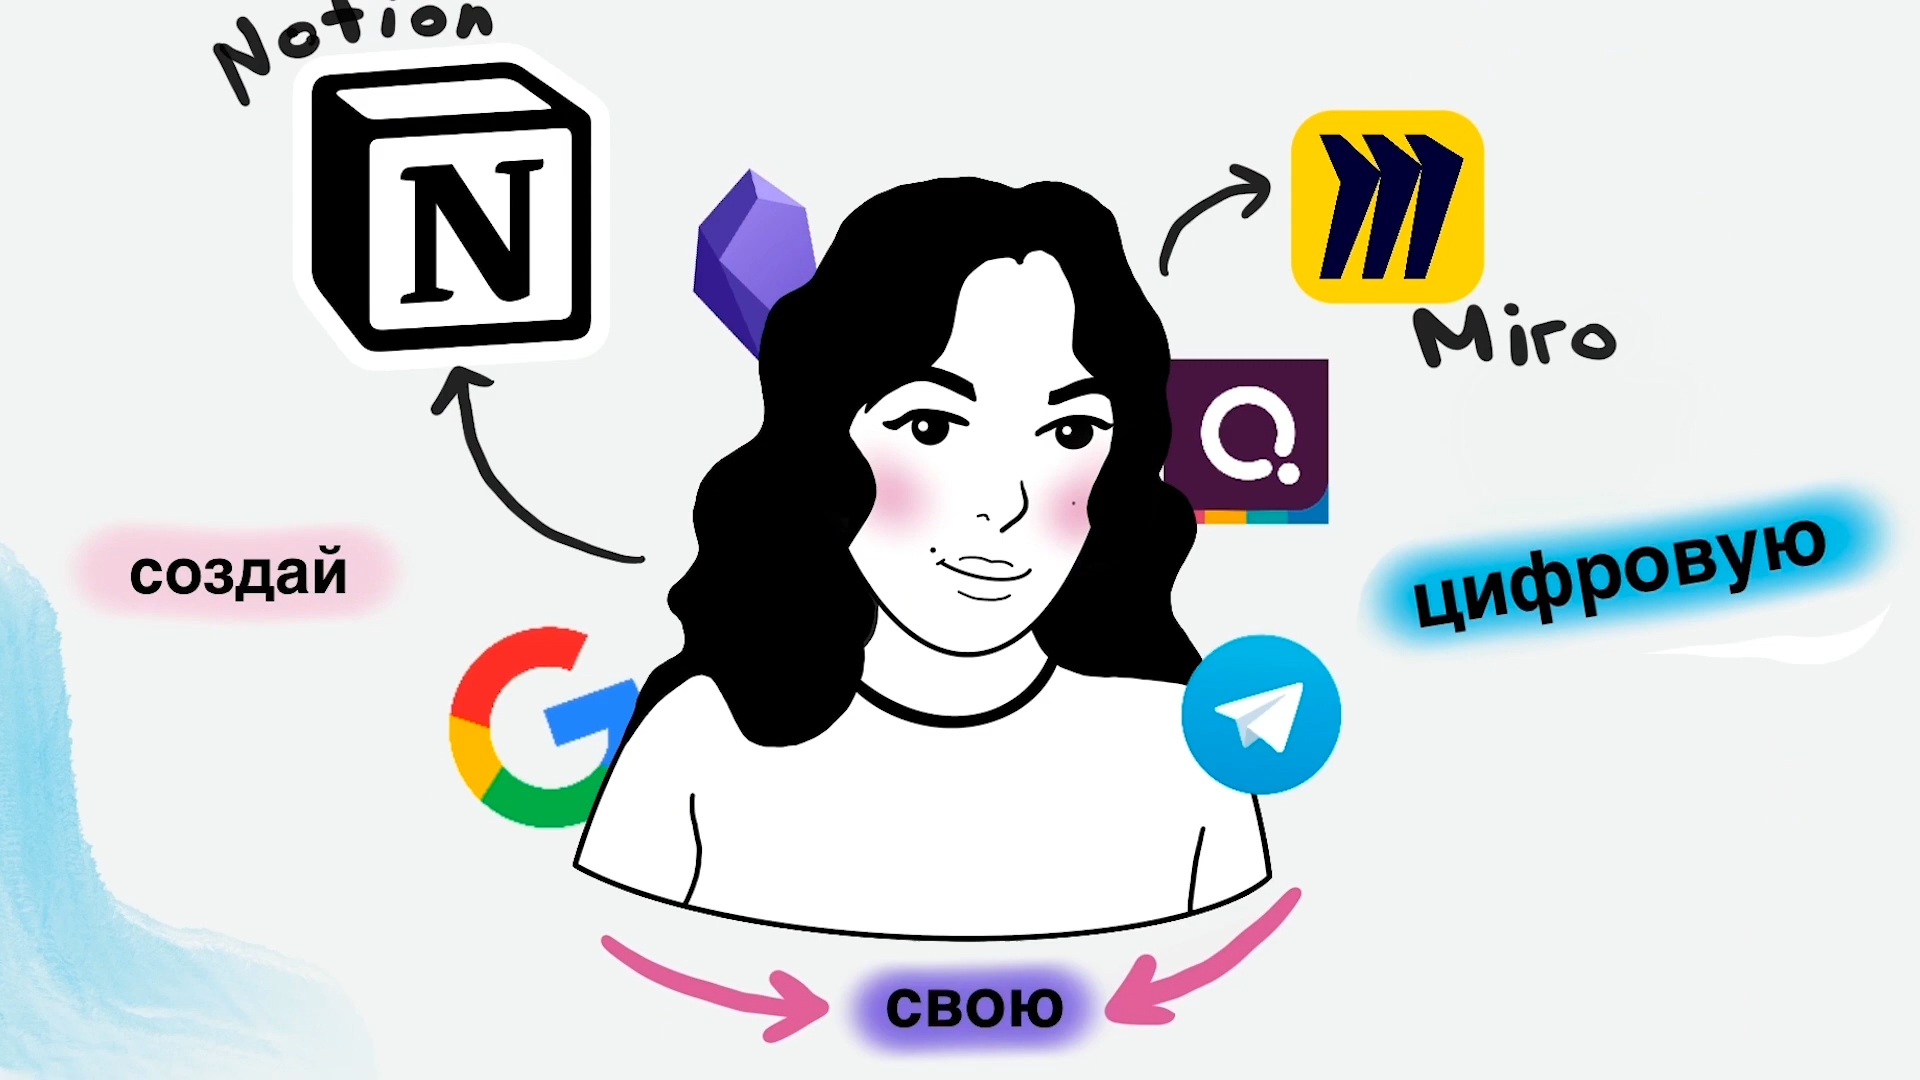 Notion
N
Miro
создай
цифровую
свою